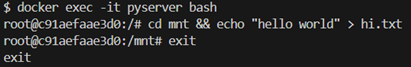 $ docker exec -it pyserver bash
root@c91aefaae3d0:/# cd mnt && echo "hello world" > hi.txt
root@c91aefaae3d0:/mnt# exit
exit